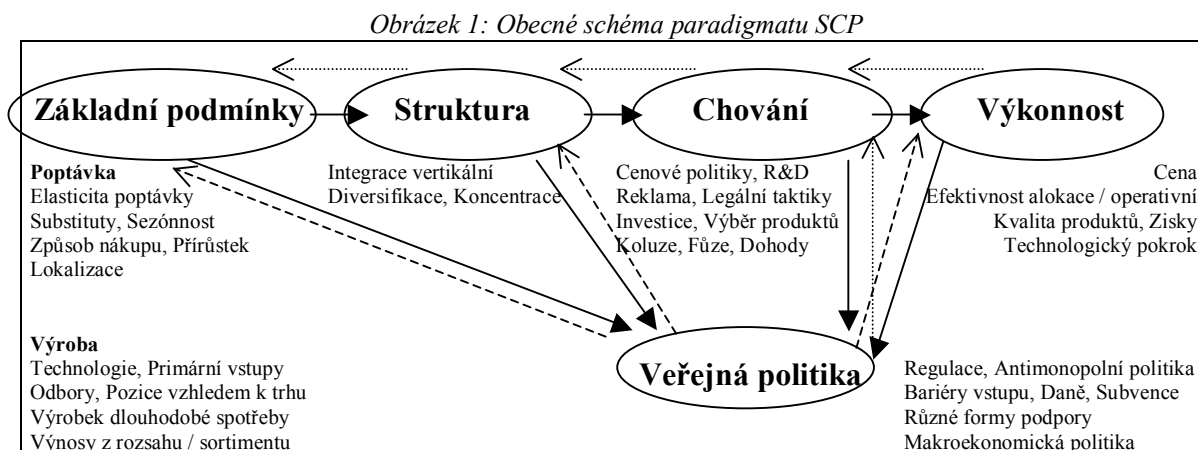 Obrázek 1: Obecné schéma paradigmatu SCP
Základní podmínky
Struktura
Chování
Výkonnost
Poptávka
Elasticita poptávky
Substituty, Sezónnost
Způsob nákupu, Přírůstek
Lokalizace
Integrace vertikální
Diversifikace, Koncentrace
Cenové politiky, R&D
Reklama, Legální taktiky
Investice, Výběr produktů
Koluze, Fůze, Dohody
Cena
Efektivnost alokace / operativní
Kvalita produktů, Zisky
Technologický pokrok
Výroba
Technologie, Primární vstupy
Odbory, Pozice vzhledem k trhu
Výrobek dlouhodobé spotřeby
Výnosy z rozsahu / sortimentu
Veřejná politika
Regulace, Antimonopolní politika
Bariéry vstupu, Daně, Subvence
Různé formy podpory
Makroekonomická politika